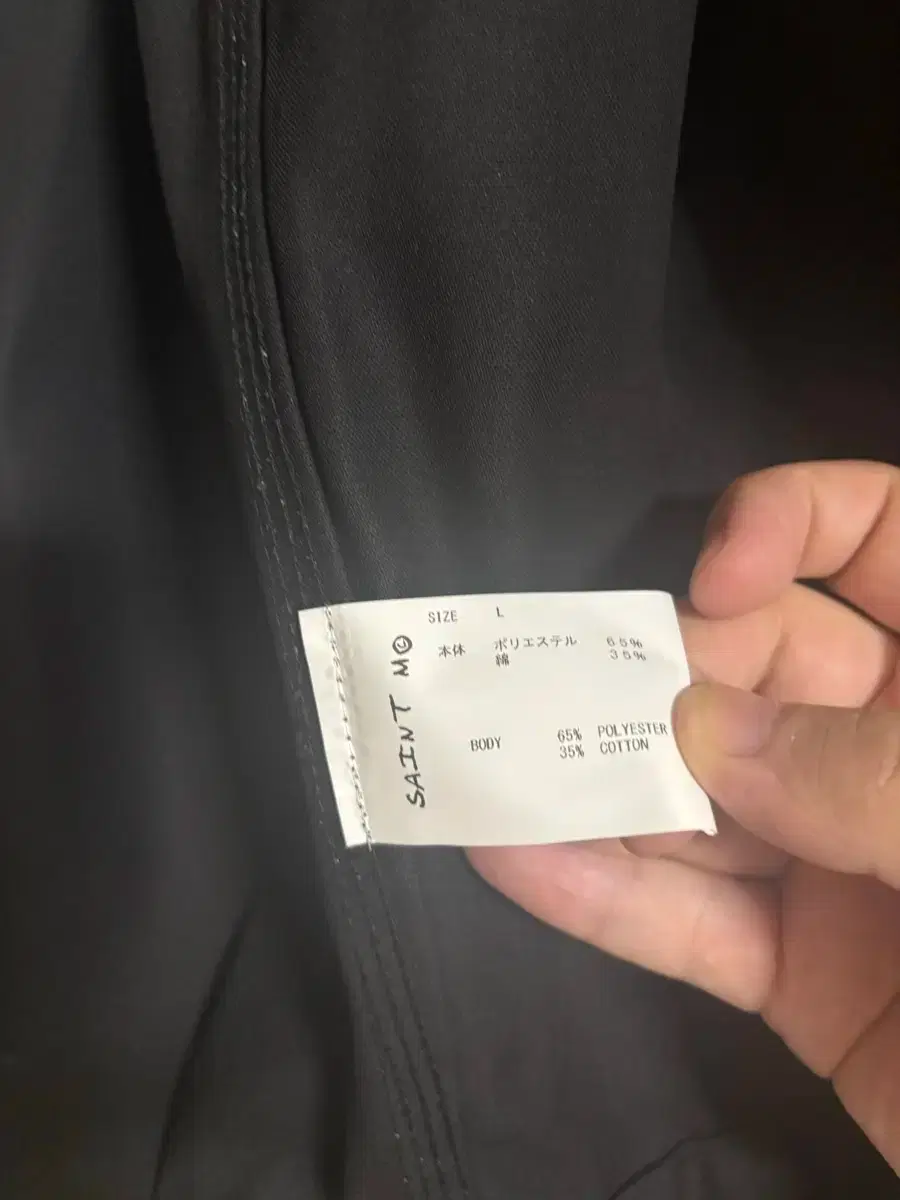 SIZE L
本体 ポリエステル 65%
綿 35%
BODY 65% POLYESTER
35% COTTON
SAINT M